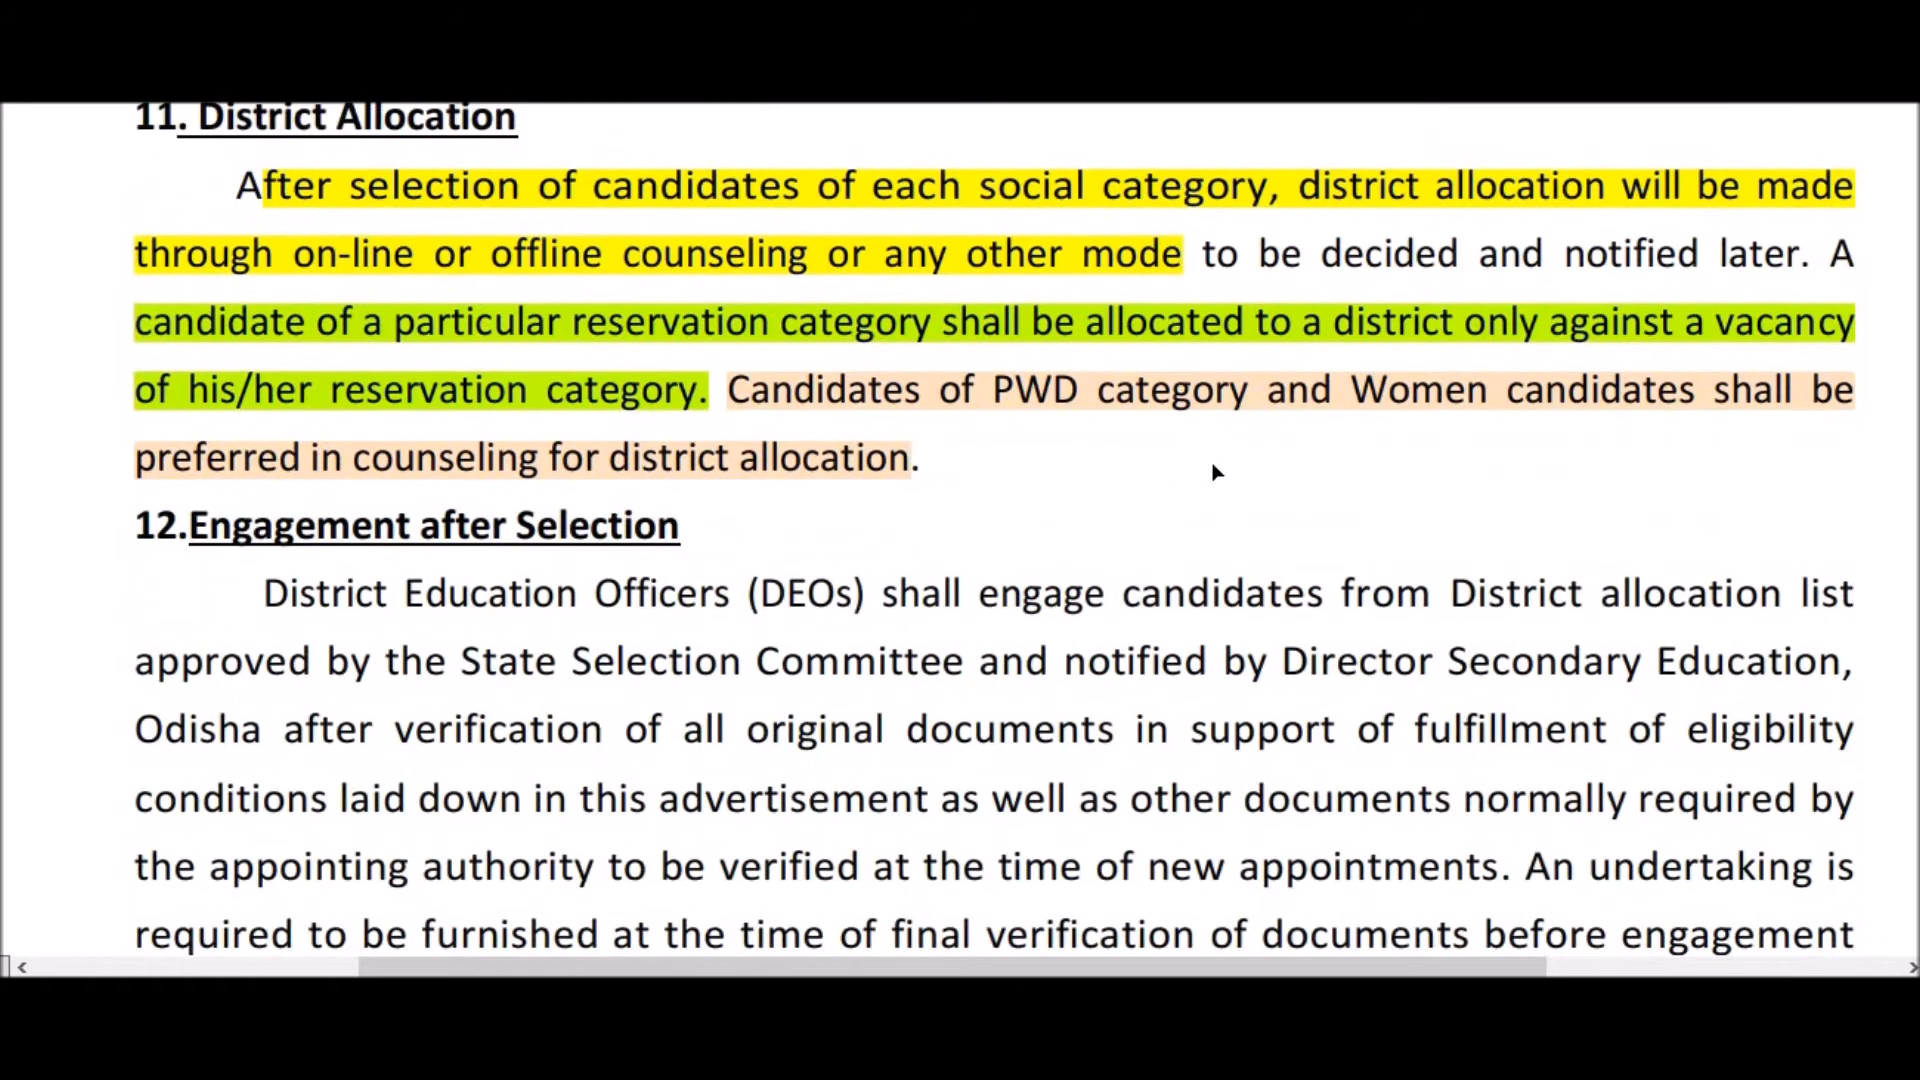 11. District Allocation
After selection of candidates of each social category, district allocation will be made
through on-line or offline counseling or any other mode to be decided and notified later. A
candidate of a particular reservation category shall be allocated to a district only against a vacancy
of his/her reservation category. Candidates of PWD category and Women candidates shall be
preferred in counseling for district allocation.
12.Engagement after Selection
District Education Officers (DEOs) shall engage candidates from District allocation list
approved by the State Selection Committee and notified by Director Secondary Education,
Odisha after verification of all original documents in support of fulfillment of eligibility
conditions laid down in this advertisement as well as other documents normally required by
the appointing authority to be verified at the time of new appointments. An undertaking is
required to be furnished at the time of final verification of documents before engagement